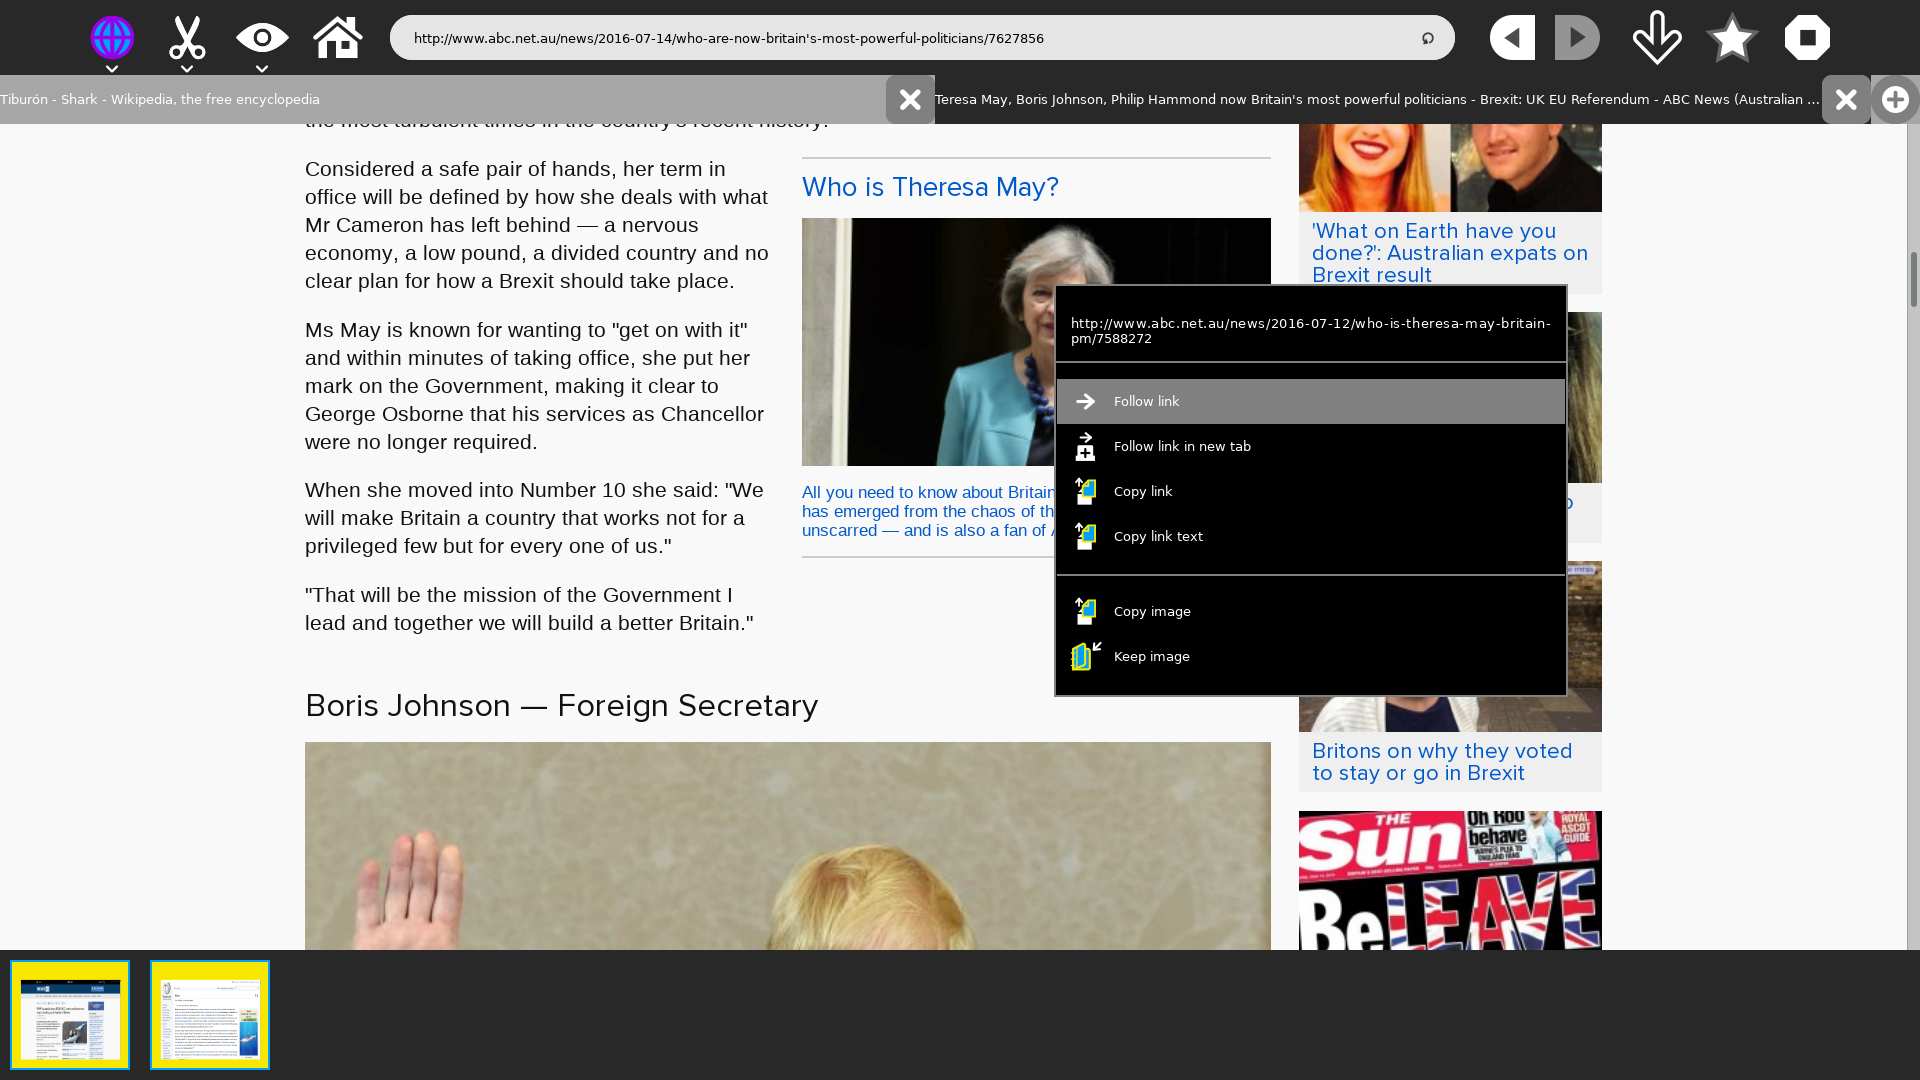 http://www.abc.net.au/news/2016-07-14/who-are-now-britain's-most-powerful-politicians/7627856
Tiburón - Shark - Wikipedia, the free encyclopedia
Teresa May, Boris Johnson, Philip Hammond now Britain's most powerful politicians - Brexit: UK EU Referendum - ABC News (Australian ...
the most turbulent times in the country's recent history.
Considered a safe pair of hands, her term in
office will be defined by how she deals with what
Mr Cameron has left behind — a nervous
economy, a low pound, a divided country and no
clear plan for how a Brexit should take place.
Ms May is known for wanting to "get on with it"
and within minutes of taking office, she put her
mark on the Government, making it clear to
George Osborne that his services as Chancellor
were no longer required.
When she moved into Number 10 she said: "We
will make Britain a country that works not for a
privileged few but for every one of us."
"That will be the mission of the Government I
lead and together we will build a better Britain."
Who is Theresa May?
All you need to know about Britain
has emerged from the chaos of th
unscarred — and is also a fan of
http://www.abc.net.au/news/2016-07-12/who-is-theresa-may-britain-
pm/7588272
Follow link
Follow link in new tab
Copy link
Copy link text
Copy image
Keep image
'What on Earth have you
done?': Australian expats on
Brexit result
Britons on why they voted
to stay or go in Brexit
THE
Sun
Oh Roo
behave
ROYAL
ASCOT
GUIDE
BeLEAVE
Boris Johnson — Foreign Secretary